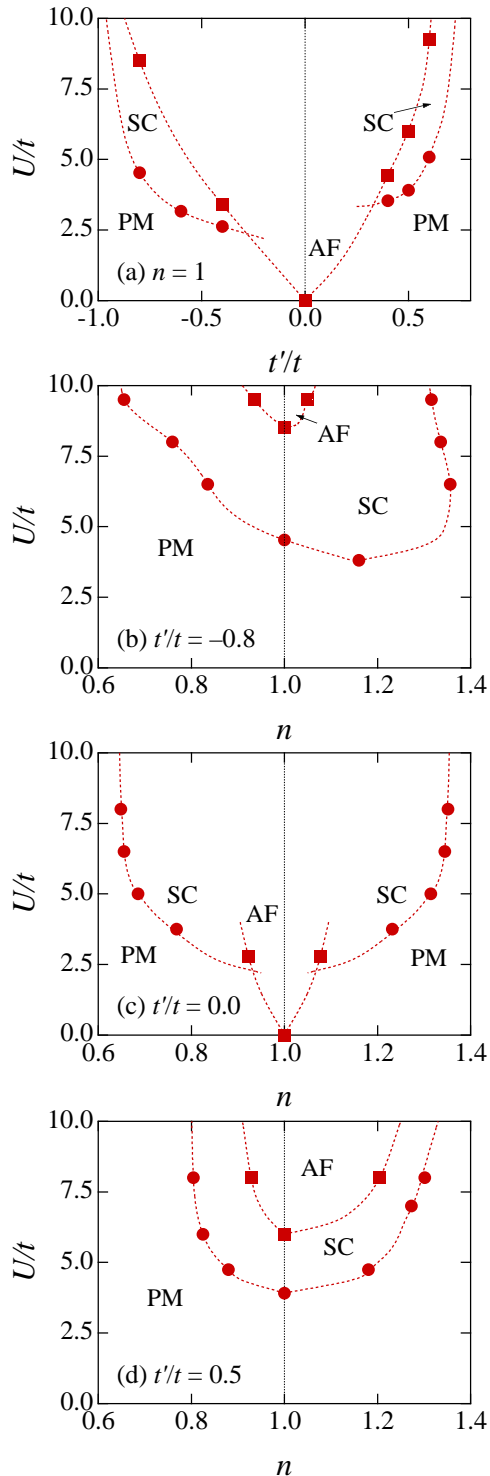 10.0
7.5
5.0
2.5
0.0
U/t
SC
SC
PM
PM
AF
(a) n = 1
-1.0
-0.5
0.0
0.5
t'/t
10.0
7.5
5.0
2.5
0.0
U/t
AF
SC
PM
(b) t'/t = –0.8
0.6
0.8
1.0
1.2
1.4
n
10.0
7.5
5.0
2.5
0.0
U/t
SC
AF
SC
PM
PM
(c) t'/t = 0.0
0.6
0.8
1.0
1.2
1.4
n
10.0
7.5
5.0
2.5
0.0
U/t
AF
SC
PM
(d) t'/t = 0.5
0.6
0.8
1.0
1.2
1.4
n